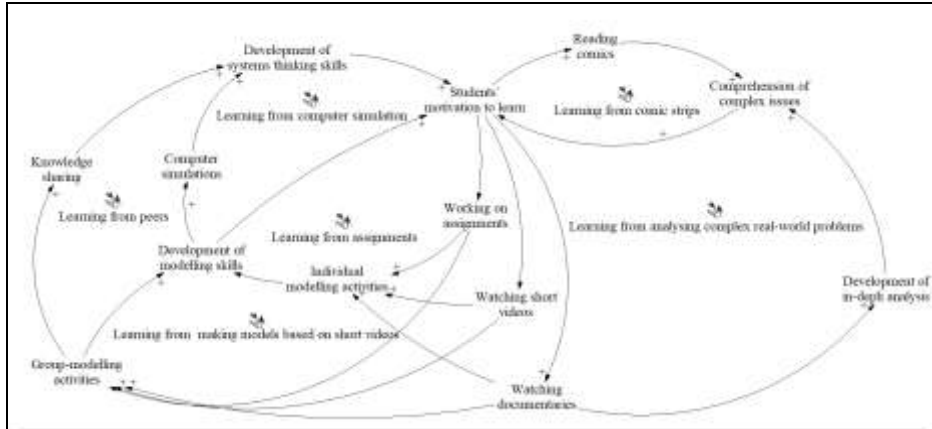 Development of
systems thinking skills
Reading
comics
Students'
motivation to learn
Comprehension of
complex issues
Learning from computer simulation
Learning from comic strips
Knowledge
sharing
Computer
simulations
Learning from peers
Working on
assignments
Learning from assignments
Learning from analysing complex real-world problems
Development of
modelling skills
Individual
modelling activities
Watching short
videos
Development of
in-depth analysis
Learning from making models based on short videos
Group-modelling
activities
Watching
documentaries